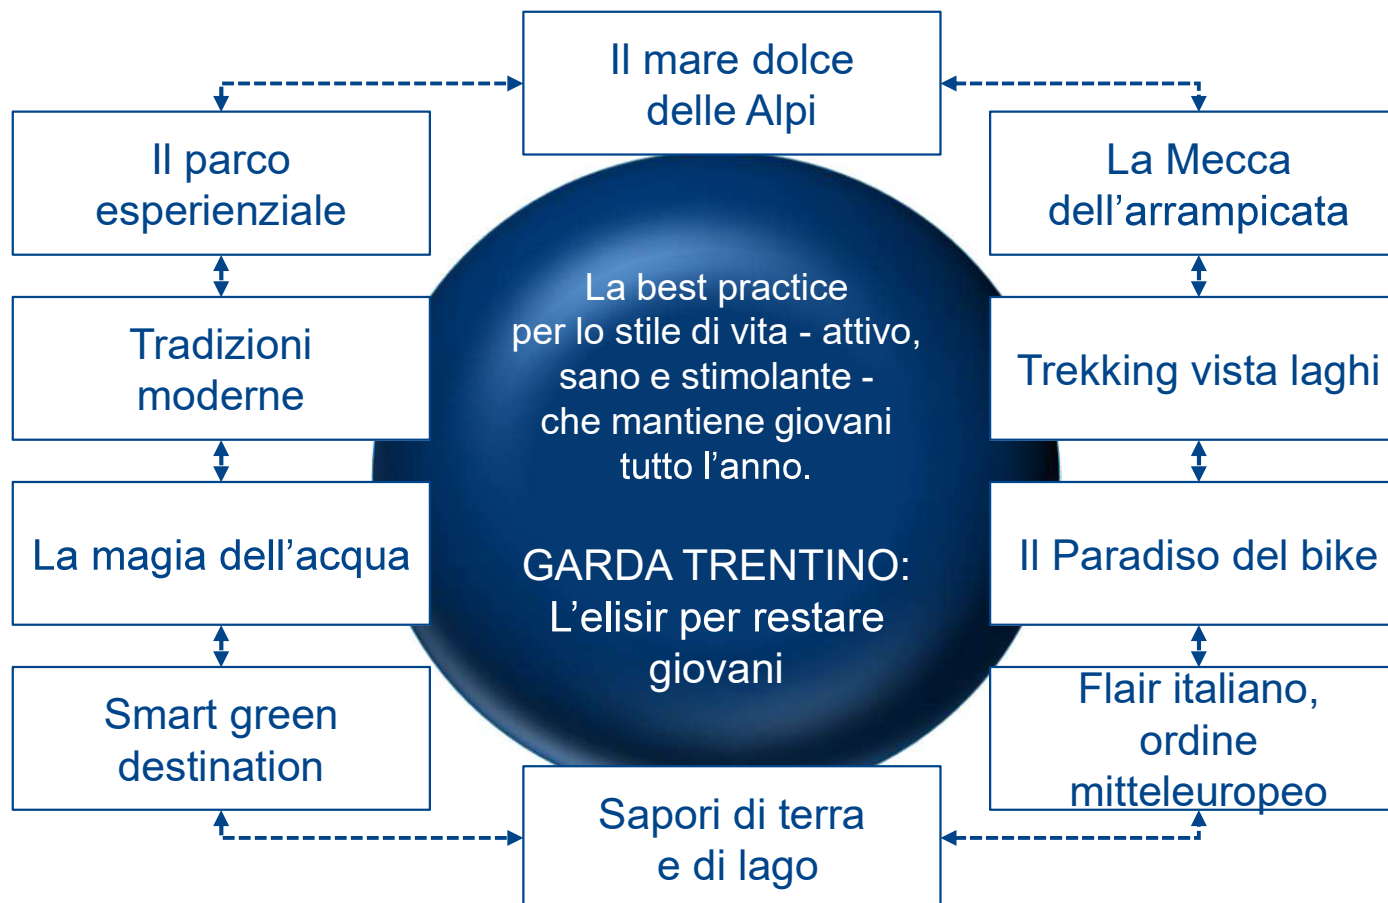 Il mare dolce
delle Alpi
Il parco
esperienziale
La Mecca
dell’arrampicata
La best practice
per lo stile di vita - attivo,
sano e stimolante -
che mantiene giovani
tutto l’anno.
Tradizioni
moderne
Trekking vista laghi
La magia dell’acqua
GARDA TRENTINO:
L’elisir per restare
giovani
Il Paradiso del bike
Smart green
destination
Flair italiano,
ordine
mitteleuropeo
Sapori di terra
e di lago